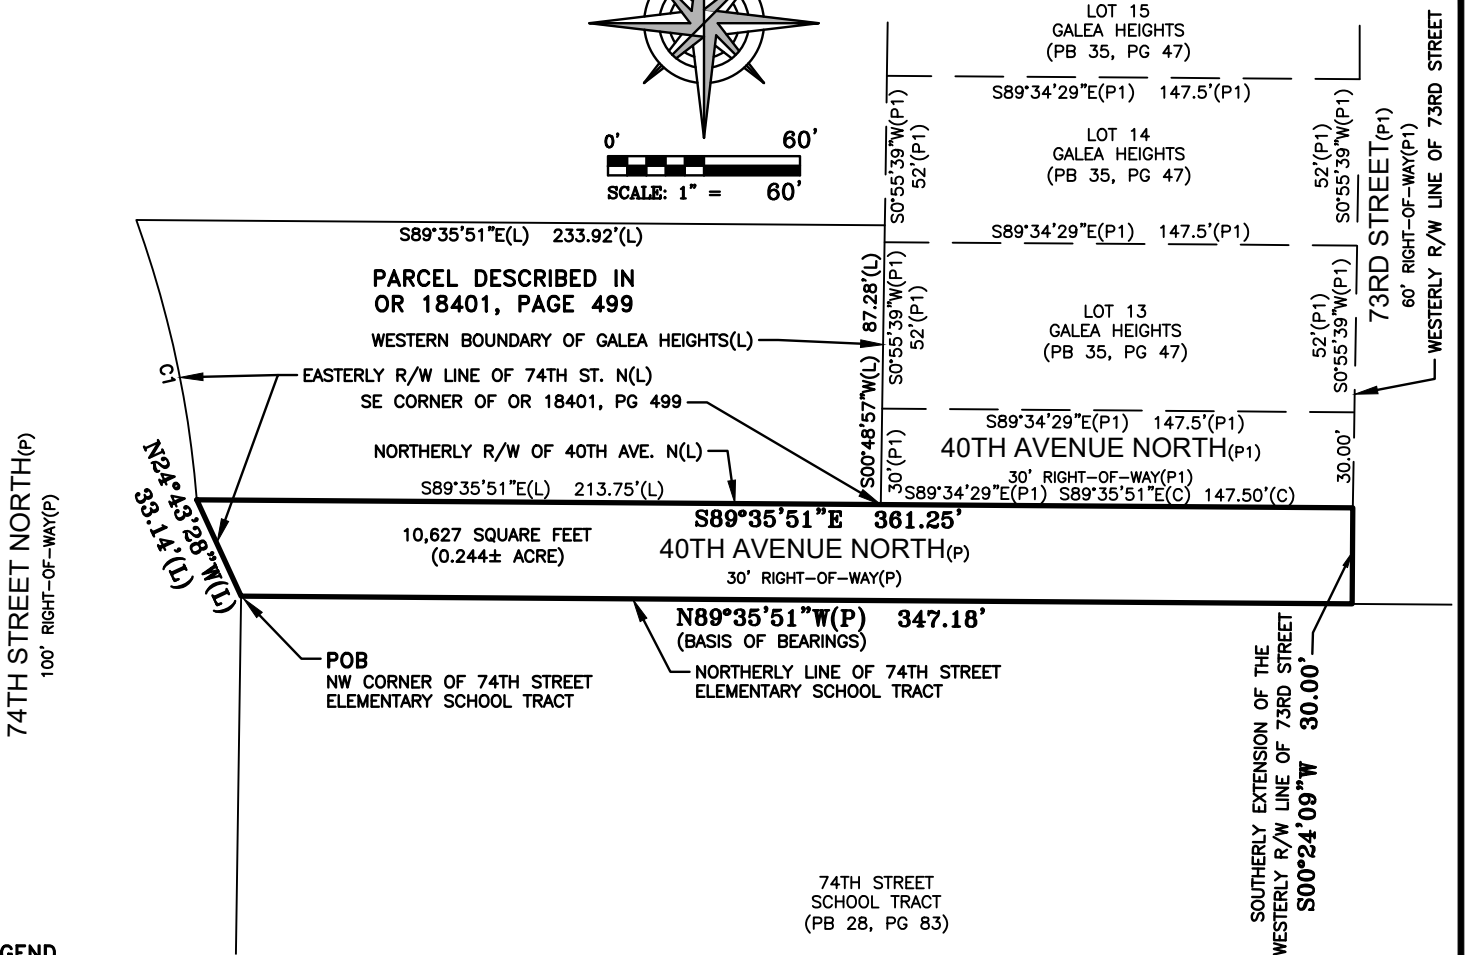 LOT 15
GALEA HEIGHTS
(PB 35, PG 47)
S89°34'29"E(P1) 147.5'(P1)
S0°55'39"W(P1)
52'(P1)
LOT 14
GALEA HEIGHTS
(PB 35, PG 47)
52'(P1)
S0°55'39"W(P1)
73RD STREET(P1)
60' RIGHT-OF-WAY(P1)
WESTERLY R/W LINE OF 73RD STREET
0' 60'
SCALE: 1" = 60'
S89°34'29"E(P1) 147.5'(P1)
S89°35'51"E(L) 233.92'(L)
PARCEL DESCRIBED IN
OR 18401, PAGE 499
WESTERN BOUNDARY OF GALEA HEIGHTS(L)
S00°48'57"W(L) 87.28'(L)
S0°55'39"W(P1)
52'(P1)
LOT 13
GALEA HEIGHTS
(PB 35, PG 47)
52'(P1)
S0°55'39"W(P1)
C1
EASTERLY R/W LINE OF 74TH ST. N(L)
SE CORNER OF OR 18401, PG 499
NORTHERLY R/W OF 40TH AVE. N(L)
S89°34'29"E(P1) 147.5'(P1)
40TH AVENUE NORTH(P1)
30' RIGHT-OF-WAY(P1)
30'(P1)
30.00'
S89°35'51"E(L) 213.75'(L)
S89°34'29"E(P1) S89°35'51"E(C) 147.50'(C)
74TH STREET NORTH(P)
100' RIGHT-OF-WAY(P)
N24°43'28"W(L)
33.14'(L)
S89°35'51"E 361.25'
10,627 SQUARE FEET
(0.244± ACRE)
40TH AVENUE NORTH(P)
30' RIGHT-OF-WAY(P)
N89°35'51"W(P) 347.18'
(BASIS OF BEARINGS)
POB
NW CORNER OF 74TH STREET
ELEMENTARY SCHOOL TRACT
NORTHERLY LINE OF 74TH STREET
ELEMENTARY SCHOOL TRACT
SOUTHERLY EXTENSION OF THE
WESTERLY R/W LINE OF 73RD STREET
S00°24'09"W 30.00'
74TH STREET
SCHOOL TRACT
(PB 28, PG 83)